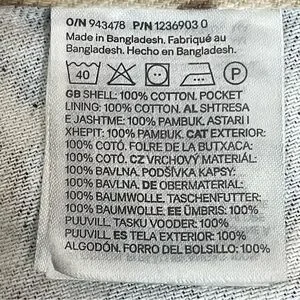 O/N 943478 P/N 1236903 0
Made in Bangladesh. Fabriqué au
Bangladesh. Hecho en Bangladesh.
40 P
GB SHELL: 100% COTTON. POCKET
LINING: 100% COTTON. AL SHTRESA
E JASHTME: 100% PAMBUK. ASTARI I
XHEPIT: 100% PAMBUK. CAT EXTERIOR:
100% COTÓ. FOLRE DE LA BUTXACA:
100% COTÓ. CZ VRCHOVÝ MATERIÁL:
100% BAVLNA. PODŠÍVKA KAPSY:
100% BAVLNA. DE OBERMATERIAL:
100% BAUMWOLLE. TASCHENFUTTER:
100% BAUMWOLLE. EE ÜMBRIS: 100%
PUUVILL. TASKU VOODER: 100%
PUUVILL. ES TELA EXTERIOR: 100%
ALGODÓN. FORRO DEL BOLSILLO: 100%